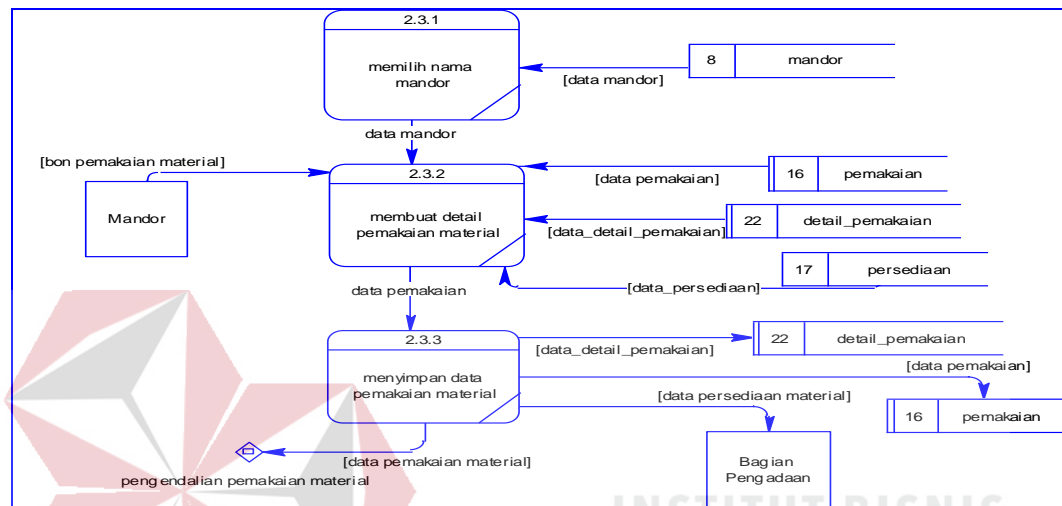 2.3.1
memilih nama
mandor
8 mandor
[data mandor]
data mandor
[bon pemakaian material]
Mandor
2.3.2
membuat detail
pemakaian material
16 pemakaian
[data pemakaian]
22 detail_pemakaian
[data_detail_pemakaian]
17 persediaan
[data_persediaan]
data pemakaian
2.3.3
menyimpan data
pemakaian material
22 detail_pemakaian
[data_detail_pemakaian]
[data pemakaian]
16 pemakaian
[data persediaan material]
Bagian
Pengadaan
[data pemakaian material]
pengendalian pemakaian material
INSTITUT BISNIS